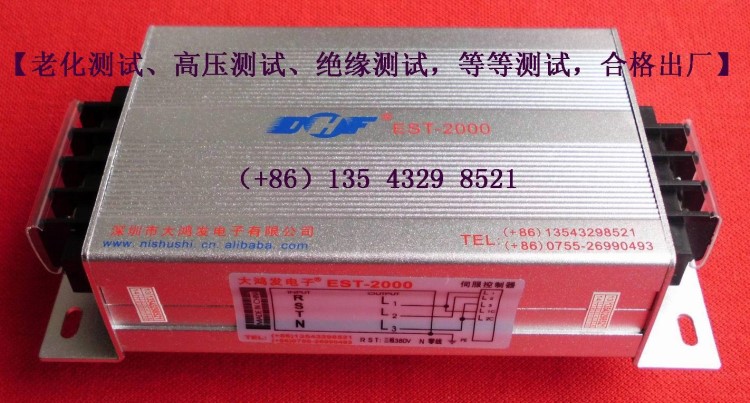 【老化测试、高压测试、绝缘测试，等等测试，合格出厂】
DHF® EST-2000
（+86）135 4329 8521
深圳市大鸿发电子有限公司
www.nishushi.cn.alibaba.com
TEL: (+86)13543298521
(+86)0755-26990493
大鸿发电子® EST-2000
伺服控制器
INPUT OUTPUT
R
S
T
N
L1
L2
L3
TEL: (+86)13543298521
RST:三相380V N 零线